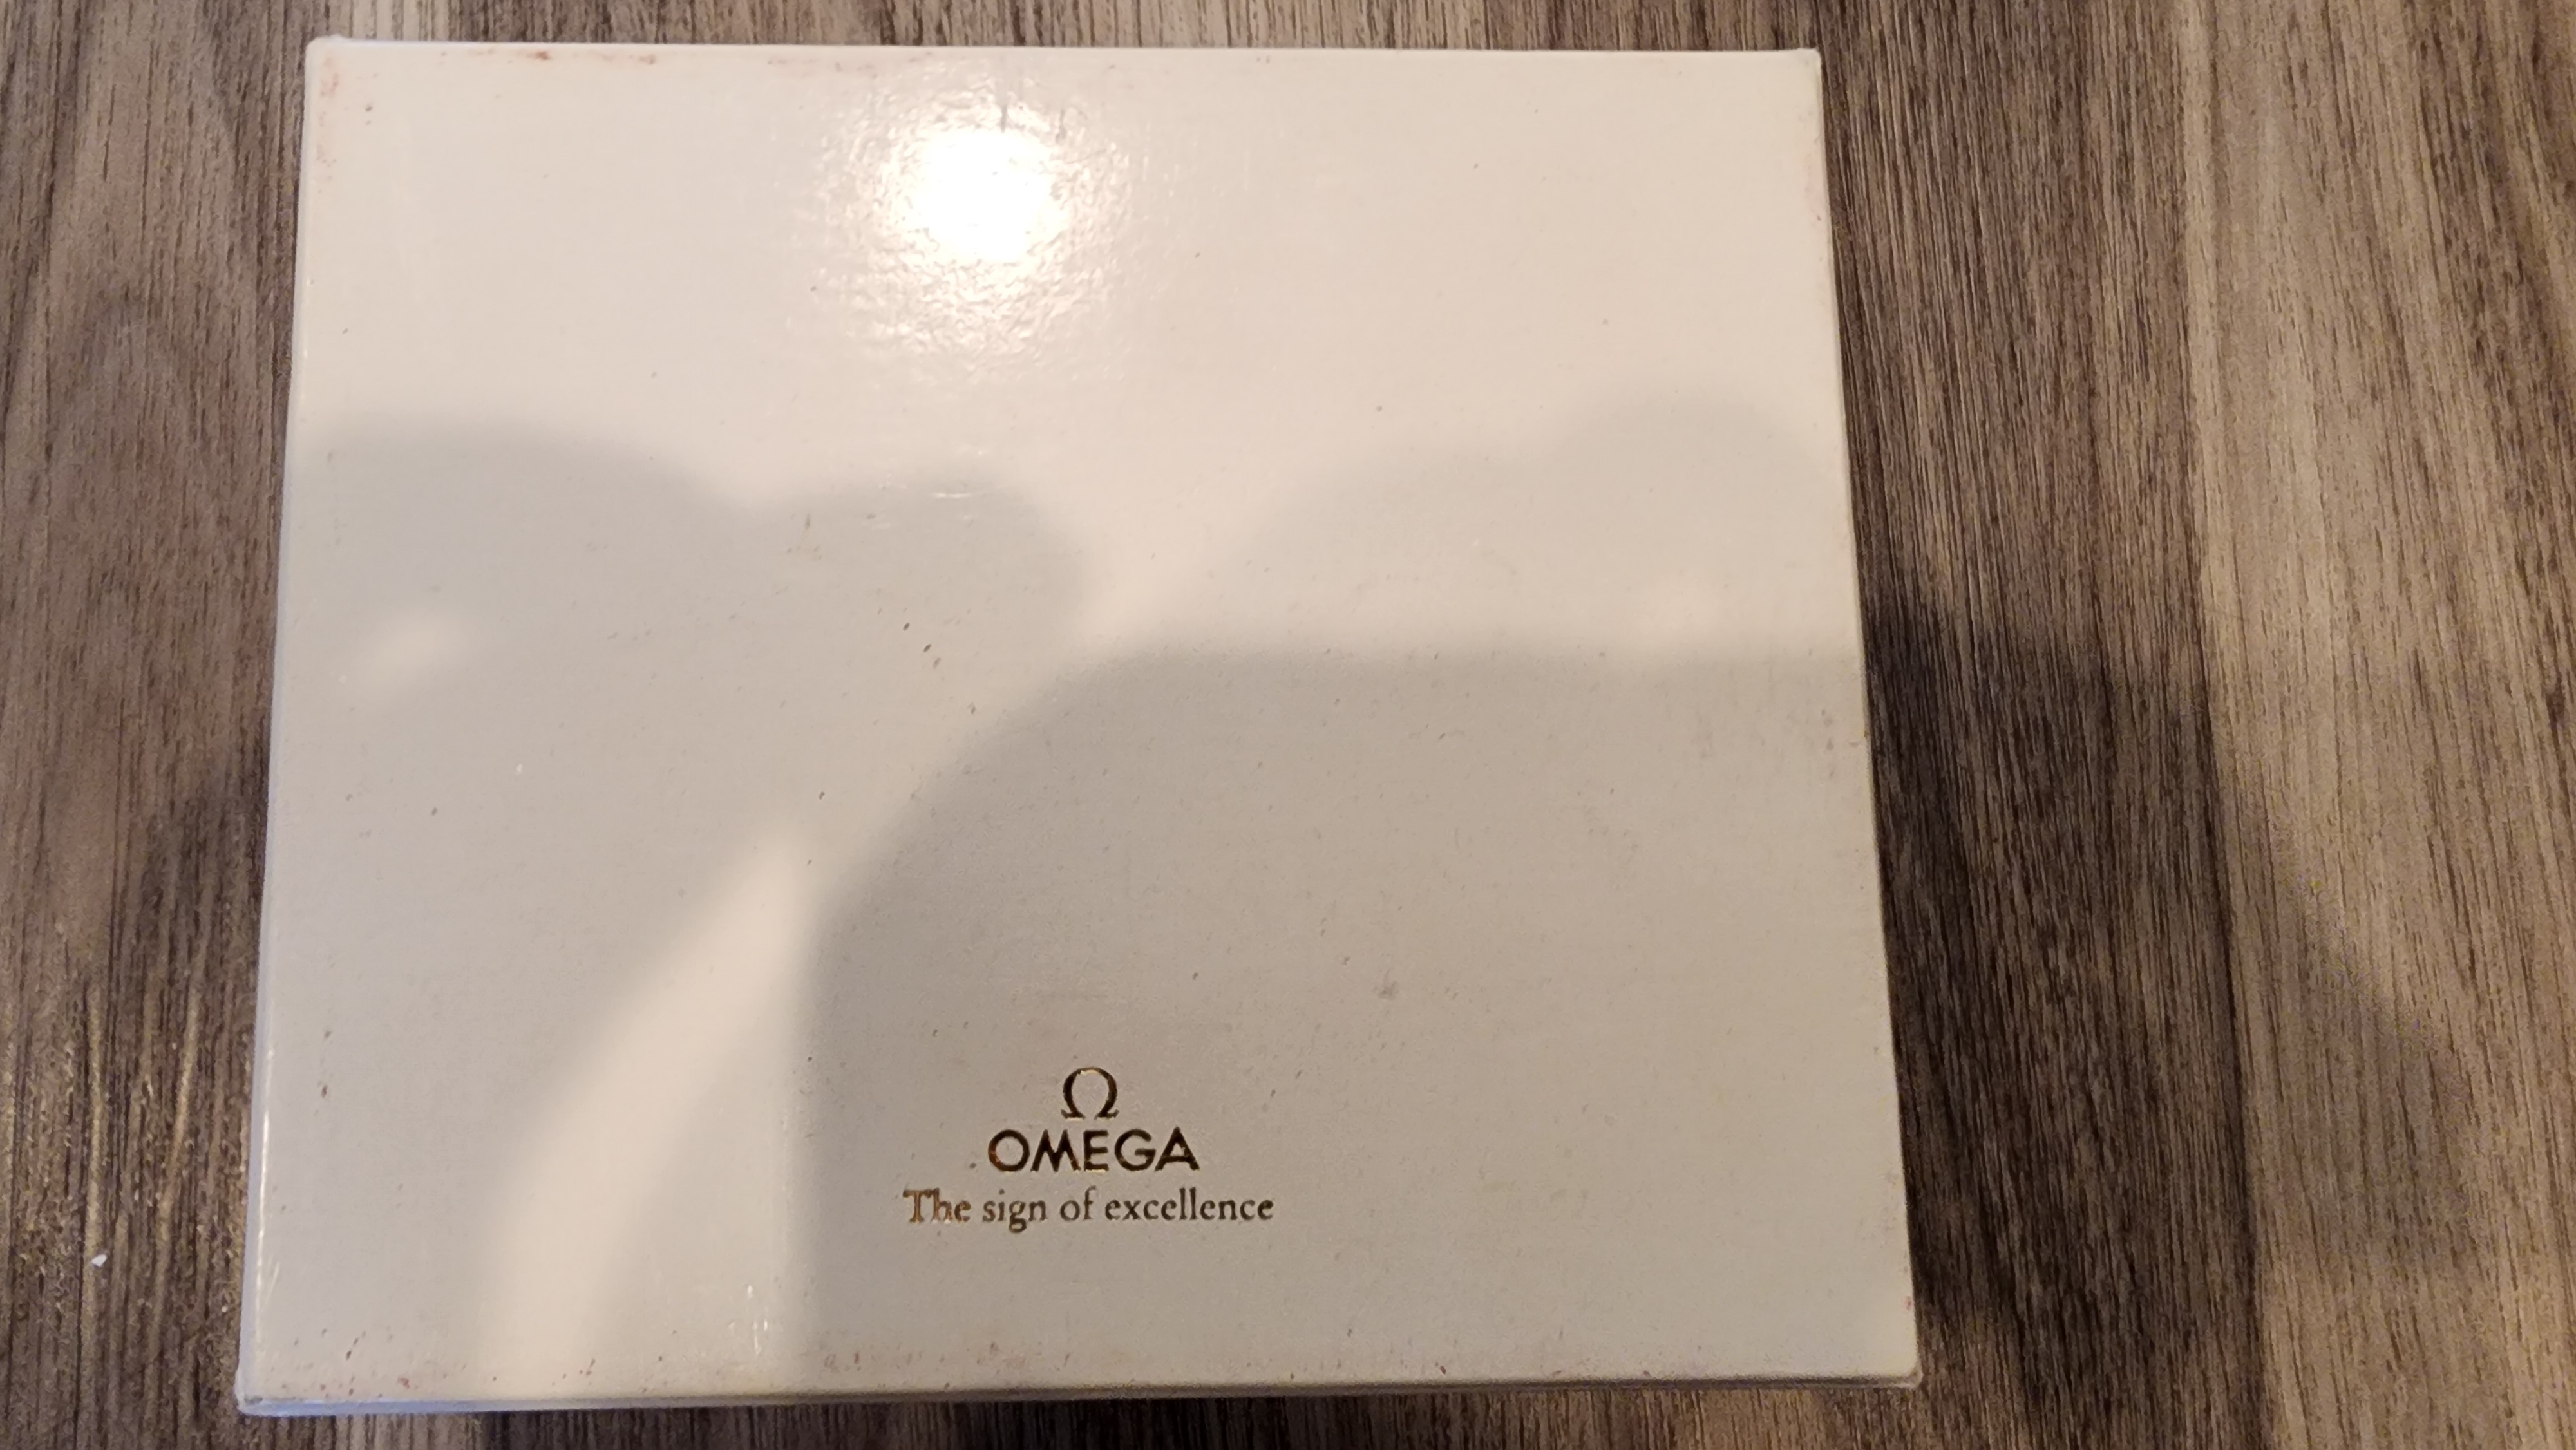 Ω
OMEGA
The sign of excellence